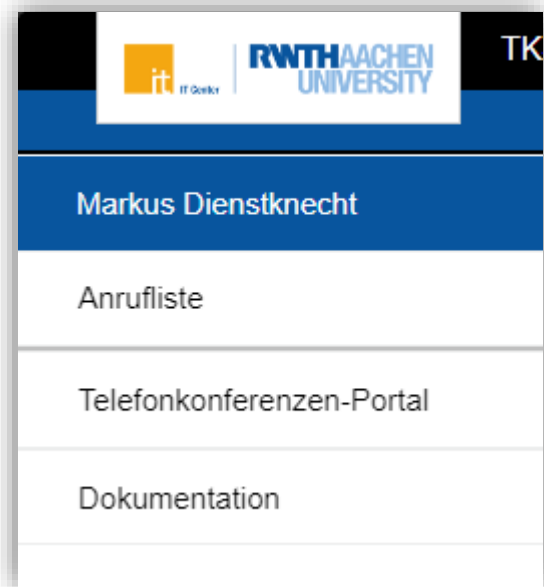 it IT Center RWTHAACHEN UNIVERSITY TK
Markus Dienstknecht
Anrufliste
Telefonkonferenzen-Portal
Dokumentation